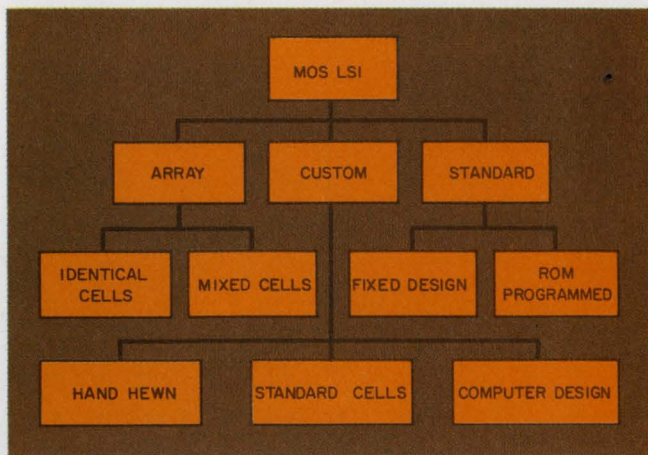 MOS LSI
ARRAY
CUSTOM
STANDARD
IDENTICAL
CELLS
MIXED CELLS
FIXED DESIGN
ROM
PROGRAMMED
HAND HEWN
STANDARD CELLS
COMPUTER DESIGN